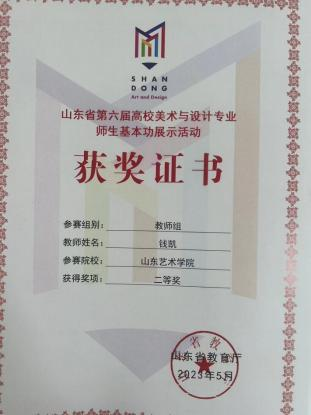 SHAN
DONG
Art and Design
山东省第六届高校美术与设计专业
师生基本功展示活动
获奖证书
参赛组别： 教师组
教师姓名： 钱凯
参赛院校： 山东艺术学院
获得奖项： 二等奖
山东省教育厅
2023年5月